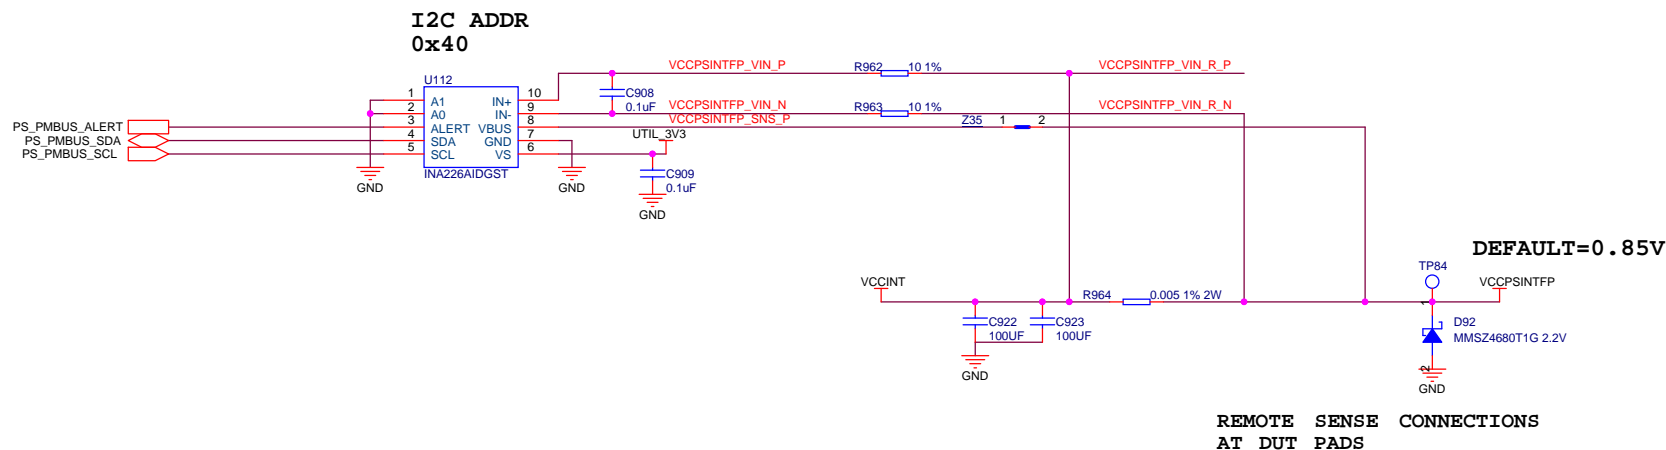 I2C ADDR
0x40
U112
1 A1 IN+ 10
2 A0 IN- 9
3 ALERT VBUS 8
4 SDA GND 7
5 SCL VS 6
INA226AIDGST
PS_PMBUS_ALERT
PS_PMBUS_SDA
PS_PMBUS_SCL
GND
GND
VCCPSINTFP_VIN_P
R962 10 1%
VCCPSINTFP_VIN_R_P
C908
0.1uF
VCCPSINTFP_VIN_N
R963 10 1%
VCCPSINTFP_VIN_R_N
VCCPSINTFP_SNS_P
Z35 1 2
UTIL_3V3
C909
0.1uF
GND
DEFAULT=0.85V
TP84
VCCINT
R964 0.005 1% 2W
1
VCCPSINTFP
C922
100UF
C923
100UF
GND
D92
MMSZ4680T1G 2.2V
2
GND
REMOTE SENSE CONNECTIONS
AT DUT PADS